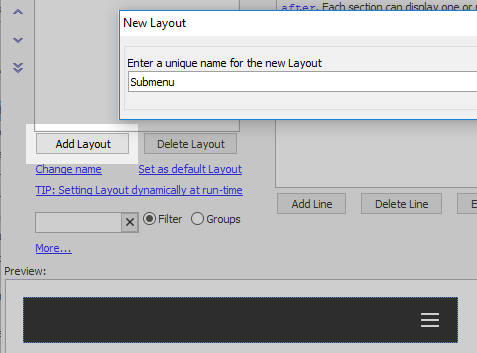 New Layout
after. Each section can display one or
Enter a unique name for the new Layout
Submenu
Add Layout
Delete Layout
Change name
Set as default Layout
TIP: Setting Layout dynamically at run-time
Filter
Groups
More...
Add Line
Delete Line
Preview: